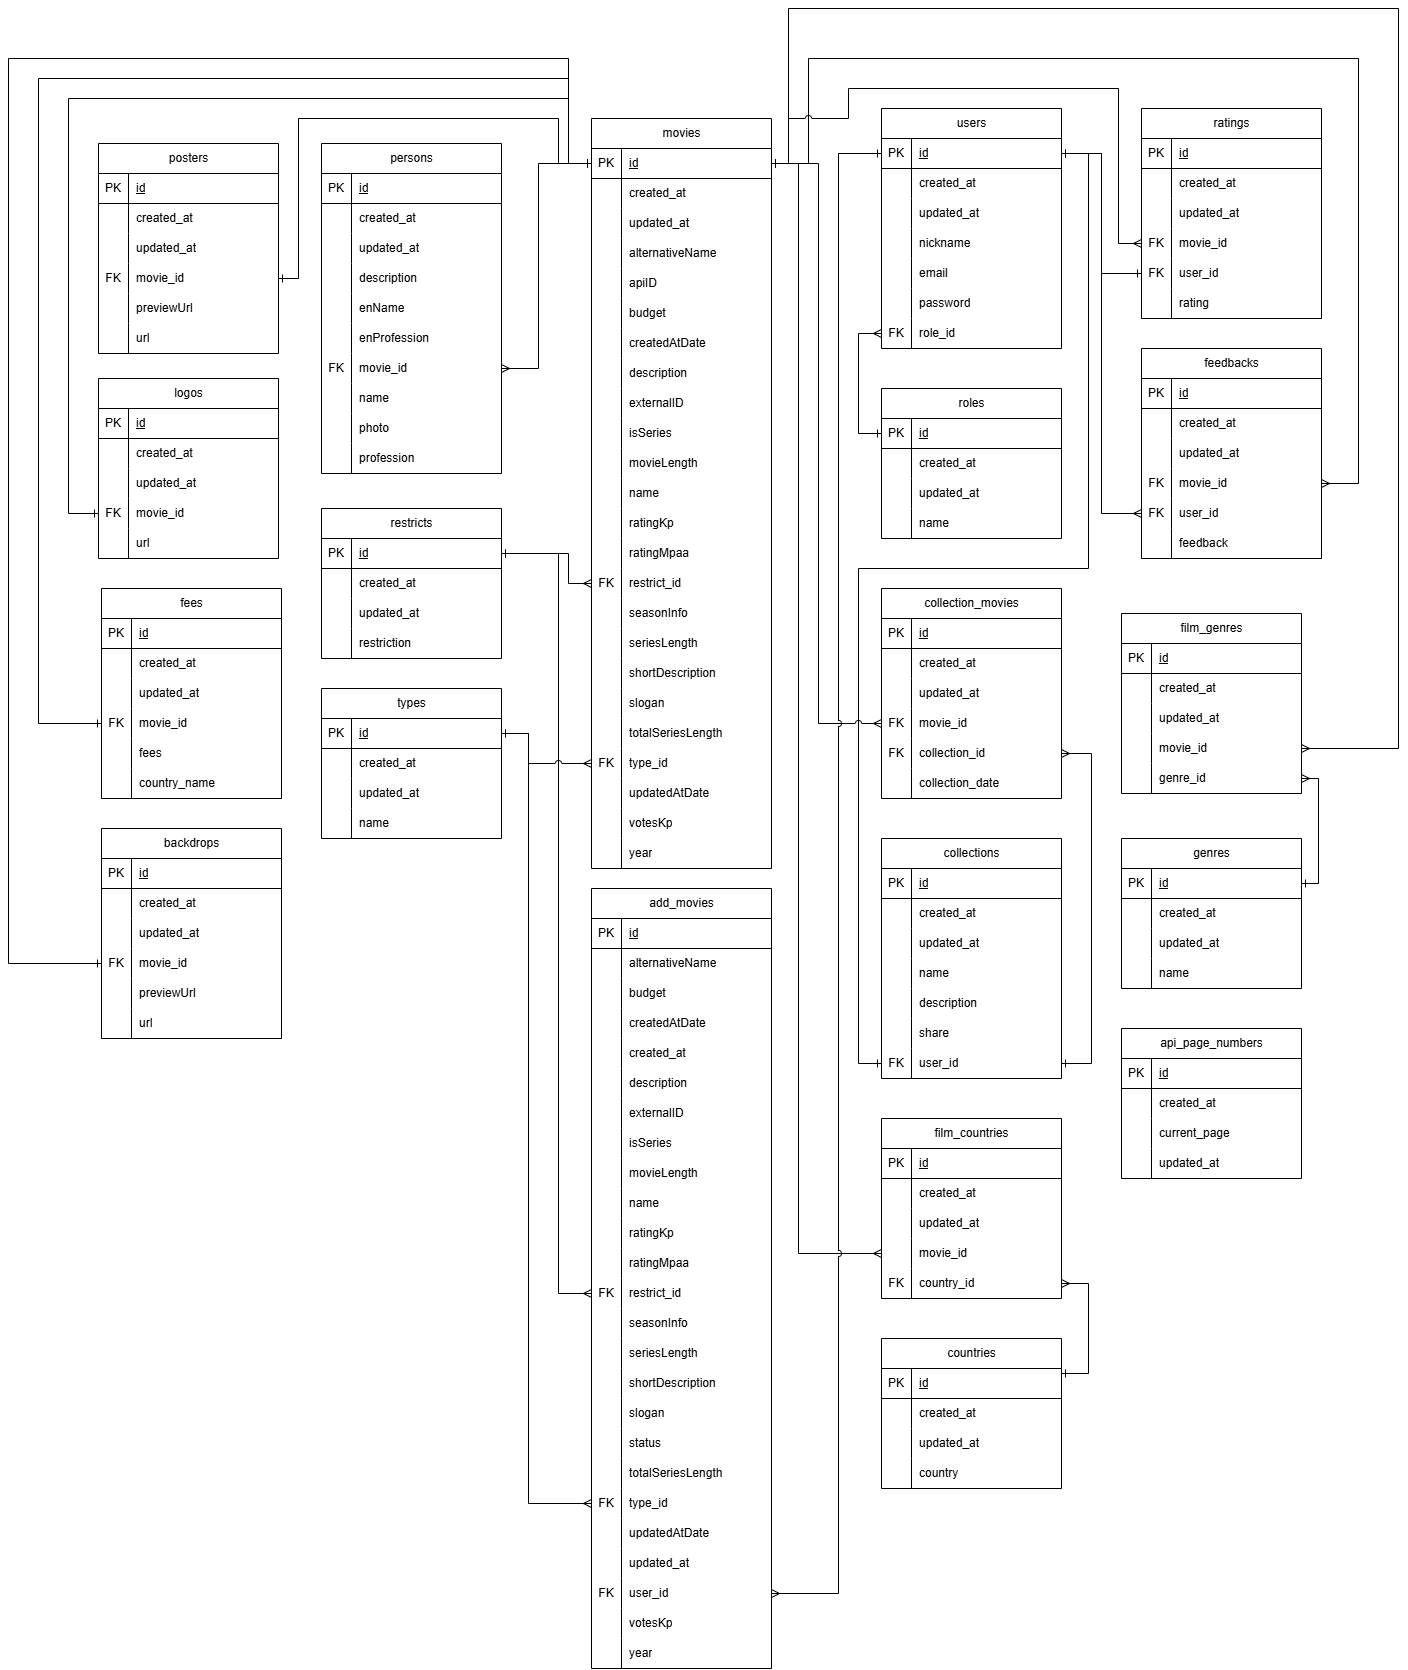 posters
PK id
created_at
updated_at
FK movie_id
previewUrl
url
logos
PK id
created_at
updated_at
FK movie_id
url
fees
PK id
created_at
updated_at
FK movie_id
fees
country_name
backdrops
PK id
created_at
updated_at
FK movie_id
previewUrl
url
persons
PK id
created_at
updated_at
description
enName
enProfession
FK movie_id
name
photo
profession
restricts
PK id
created_at
updated_at
restriction
types
PK id
created_at
updated_at
name
movies
PK id
created_at
updated_at
alternativeName
apiID
budget
createdAtDate
description
externalID
isSeries
movieLength
name
ratingKp
ratingMpaa
FK restrict_id
seasonInfo
seriesLength
shortDescription
slogan
totalSeriesLength
FK type_id
updatedAtDate
votesKp
year
add_movies
PK id
alternativeName
budget
createdAtDate
created_at
description
externalID
isSeries
movieLength
name
ratingKp
ratingMpaa
FK restrict_id
seasonInfo
seriesLength
shortDescription
slogan
status
totalSeriesLength
FK type_id
updatedAtDate
updated_at
FK user_id
votesKp
year
users
PK id
created_at
updated_at
nickname
email
password
FK role_id
roles
PK id
created_at
updated_at
name
collection_movies
PK id
created_at
updated_at
FK movie_id
FK collection_id
collection_date
collections
PK id
created_at
updated_at
name
description
share
FK user_id
film_countries
PK id
created_at
updated_at
movie_id
FK country_id
countries
PK id
created_at
updated_at
country
ratings
PK id
created_at
updated_at
FK movie_id
FK user_id
rating
feedbacks
PK id
created_at
updated_at
FK movie_id
FK user_id
feedback
film_genres
PK id
created_at
updated_at
movie_id
genre_id
genres
PK id
created_at
updated_at
name
api_page_numbers
PK id
created_at
current_page
updated_at